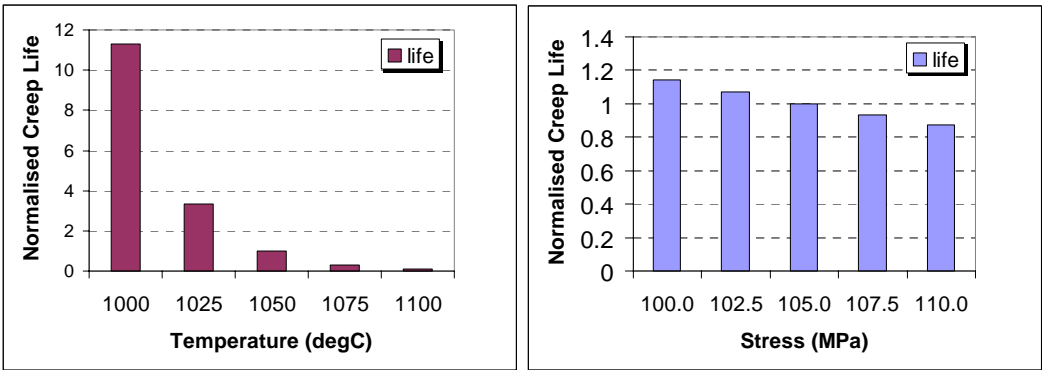 Normalised Creep Life
12
10
8
6
4
2
0
life
1000 1025 1050 1075 1100
Temperature (degC)
Normalised Creep Life
1.4
1.2
1
0.8
0.6
0.4
0.2
0
life
100.0 102.5 105.0 107.5 110.0
Stress (MPa)